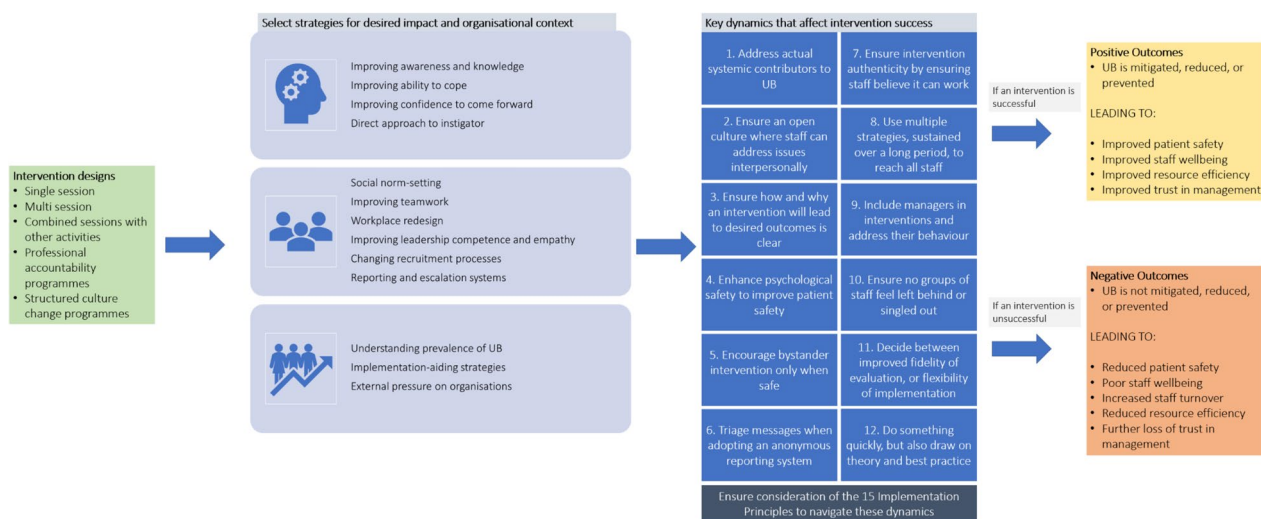 Intervention designs
• Single session
• Multi session
• Combined sessions with
other activities
• Professional
accountability
programmes
• Structured culture
change programmes
Select strategies for desired impact and organisational context
Improving awareness and knowledge
Improving ability to cope
Improving confidence to come forward
Direct approach to instigator
Social norm-setting
Improving teamwork
Workplace redesign
Improving leadership competence and empathy
Changing recruitment processes
Reporting and escalation systems
Understanding prevalence of UB
Implementation-aiding strategies
External pressure on organisations
Key dynamics that affect intervention success
1. Address actual
systemic contributors to
UB
2. Ensure an open
culture where staff can
address issues
interpersonally
3. Ensure how and why
an intervention will lead
to desired outcomes is
clear
4. Enhance psychological
safety to improve patient
safety
5. Encourage bystander
intervention only when
safe
6. Triage messages when
adopting an anonymous
reporting system
7. Ensure intervention
authenticity by ensuring
staff believe it can work
8. Use multiple
strategies, sustained
over a long period, to
reach all staff
9. Include managers in
interventions and
address their behaviour
10. Ensure no groups of
staff feel left behind or
singled out
11. Decide between
improved fidelity of
evaluation, or flexibility
of implementation
12. Do something
quickly, but also draw on
theory and best practice
Ensure consideration of the 15 Implementation
Principles to navigate these dynamics
If an intervention is
successful
Positive Outcomes
• UB is mitigated, reduced, or
prevented
LEADING TO:
• Improved patient safety
• Improved staff wellbeing
• Improved resource efficiency
• Improved trust in management
If an intervention is
unsuccessful
Negative Outcomes
• UB is not mitigated, reduced,
or prevented
LEADING TO:
• Reduced patient safety
• Poor staff wellbeing
• Increased staff turnover
• Reduced resource efficiency
• Further loss of trust in
management